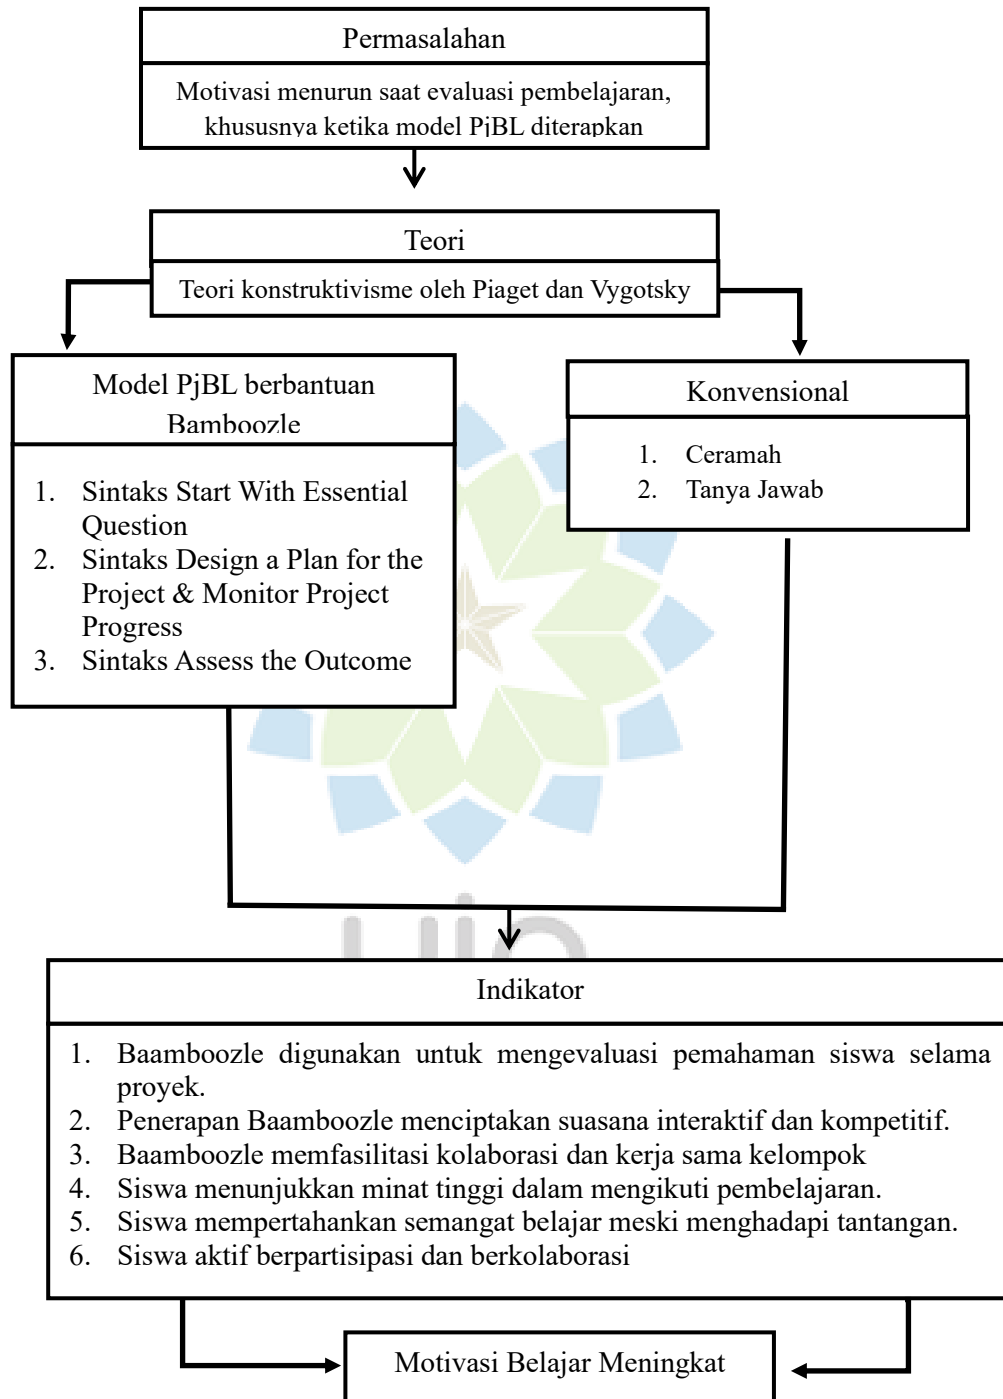 Permasalahan
Motivasi menurun saat evaluasi pembelajaran,
khususnya ketika model PjBL diterapkan
Teori
Teori konstruktivisme oleh Piaget dan Vygotsky
Model PjBL berbantuan
Bamboozle
1. Sintaks Start With Essential
Question
2. Sintaks Design a Plan for the
Project & Monitor Project
Progress
3. Sintaks Assess the Outcome
Konvensional
1. Ceramah
2. Tanya Jawab
uin
Indikator
1. Baamboozle digunakan untuk mengevaluasi pemahaman siswa selama
proyek.
2. Penerapan Baamboozle menciptakan suasana interaktif dan kompetitif.
3. Baamboozle memfasilitasi kolaborasi dan kerja sama kelompok
4. Siswa menunjukkan minat tinggi dalam mengikuti pembelajaran.
5. Siswa mempertahankan semangat belajar meski menghadapi tantangan.
6. Siswa aktif berpartisipasi dan berkolaborasi
Motivasi Belajar Meningkat